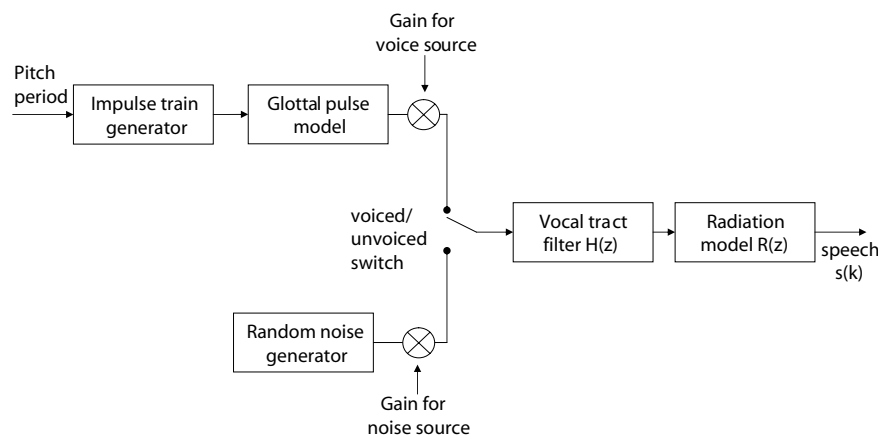 Gain for
voice source
Pitch
period
Impulse train
generator
Glottal pulse
model
voiced/
unvoiced
switch
Vocal tract
filter H(z)
Radiation
model R(z)
speech
s(k)
Random noise
generator
Gain for
noise source